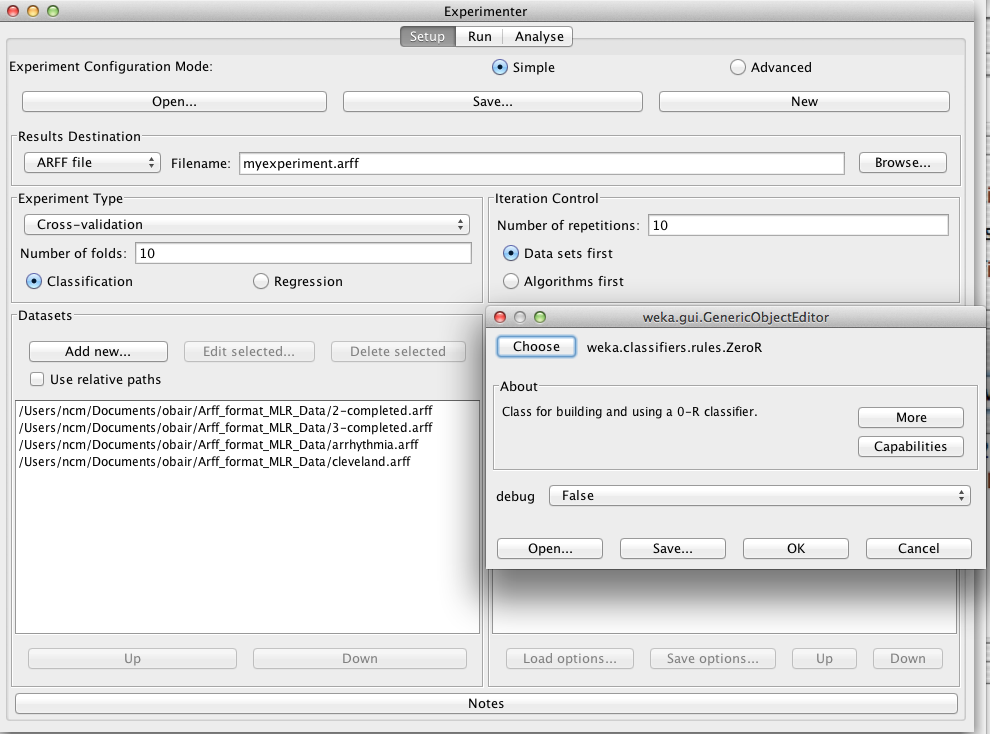 Experimenter
Setup Run Analyse
Experiment Configuration Mode: Simple Advanced
Open... Save... New
Results Destination
ARFF file Filename: myexperiment.arff Browse...
Experiment Type
Cross-validation
Number of folds: 10
Classification Regression
Iteration Control
Number of repetitions: 10
Data sets first
Algorithms first
Datasets
Add new... Edit selected... Delete selected
Use relative paths
/Users/ncm/Documents/obair/Arff_format_MLR_Data/2-completed.arff
/Users/ncm/Documents/obair/Arff_format_MLR_Data/3-completed.arff
/Users/ncm/Documents/obair/Arff_format_MLR_Data/arrhythmia.arff
/Users/ncm/Documents/obair/Arff_format_MLR_Data/cleveland.arff
Up Down
weka.gui.GenericObjectEditor
Choose weka.classifiers.rules.ZeroR
About
Class for building and using a 0-R classifier.
More
Capabilities
debug False
Open... Save... OK Cancel
Load options... Save options... Up Down
Notes